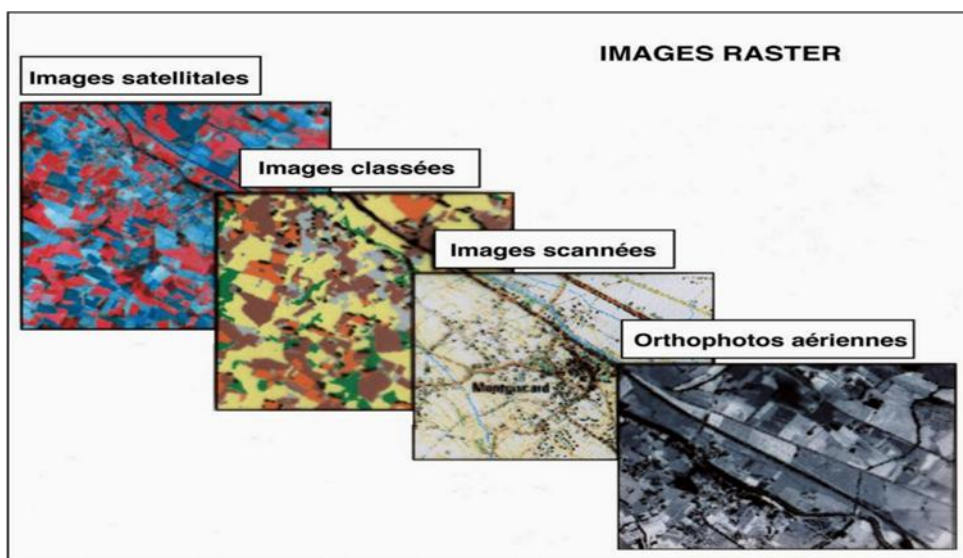 IMAGES RASTER
Images satellitales
Images classées
Images scannées
Orthophotos aériennes